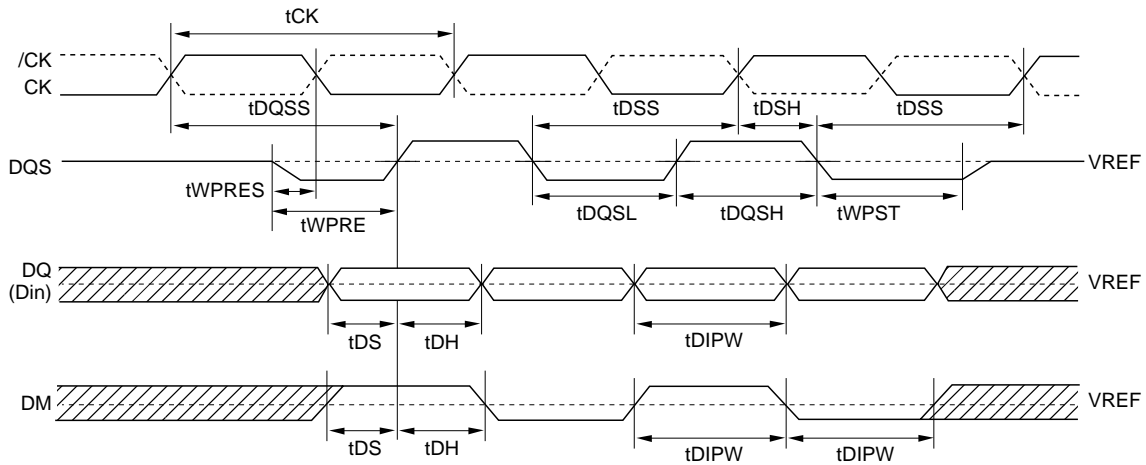 tCK
/CK
CK
tDQSS tDSS tDSH tDSS
DQS VREF
tWPRES
tDQSL tDQSH tWPST
tWPRE
DQ VREF
(Din)
tDS tDH tDIPW
DM VREF
tDS tDH tDIPW tDIPW